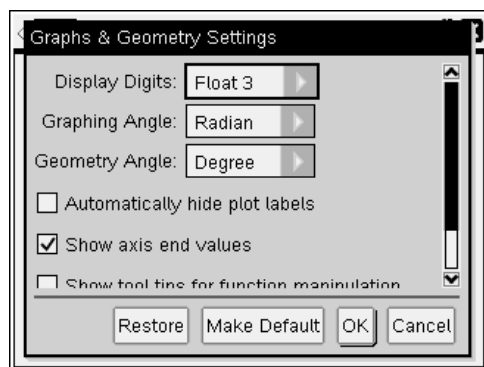 Graphs & Geometry Settings
Display Digits: Float 3
Graphing Angle: Radian
Geometry Angle: Degree
Automatically hide plot labels
Show axis end values
Show tool tips for function manipulation
Restore Make Default OK Cancel